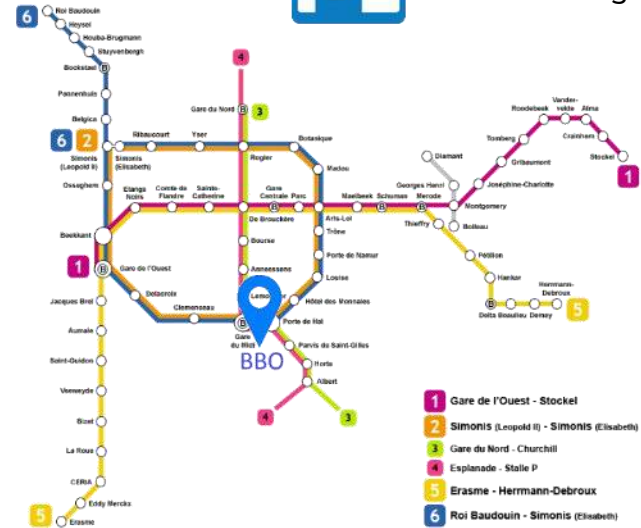 g
6
Roi Baudouin
Heysel
Houba-Brugmann
Stuyvenbergh
Bockstael
Pannenhuis
Belgica
6 2
Simonis
(Leopold II)
Simonis
(Elisabeth)
Ribaucourt
Yser
Rogier
Botanique
Madou
4
Gare du Nord
3
Osseghem
Etangs
Noirs
Comte de
Flandre
Sainte-
Catherine
De Brouckère
Gare
Centrale
Parc
Arts-Loi
Maelbeek
Schuman
Merode
Montgomery
Beekkant
1
Gare de l'Ouest
Delacroix
Clemenceau
Bourse
Anneessens
Gare
du Midi
BBO
Trône
Porte de Namur
Louise
Hôtel des Monnaies
Porte de Hal
Parvis de Saint-Gilles
Horta
Albert
4
3
Diamant
Georges Henri
Boileau
Joséphine-Charlotte
Gribaumont
Tomberg
Roodebeek
Vander-
velde
Alma
Crainhem
Stockel
1
Thieffry
Pétillon
Hankar
Delta
Beaulieu
Demey
Herrmann-
Debroux
5
Jacques Brel
Aumale
Saint-Guidon
Veeweyde
Bizet
La Roue
CERIA
Eddy Merckx
5
Erasme
1 Gare de l'Ouest - Stockel
2 Simonis (Leopold II) - Simonis (Elisabeth)
3 Gare du Nord - Churchill
4 Esplanade - Stalle P
5 Erasme - Herrmann-Debroux
6 Roi Baudouin - Simonis (Elisabeth)